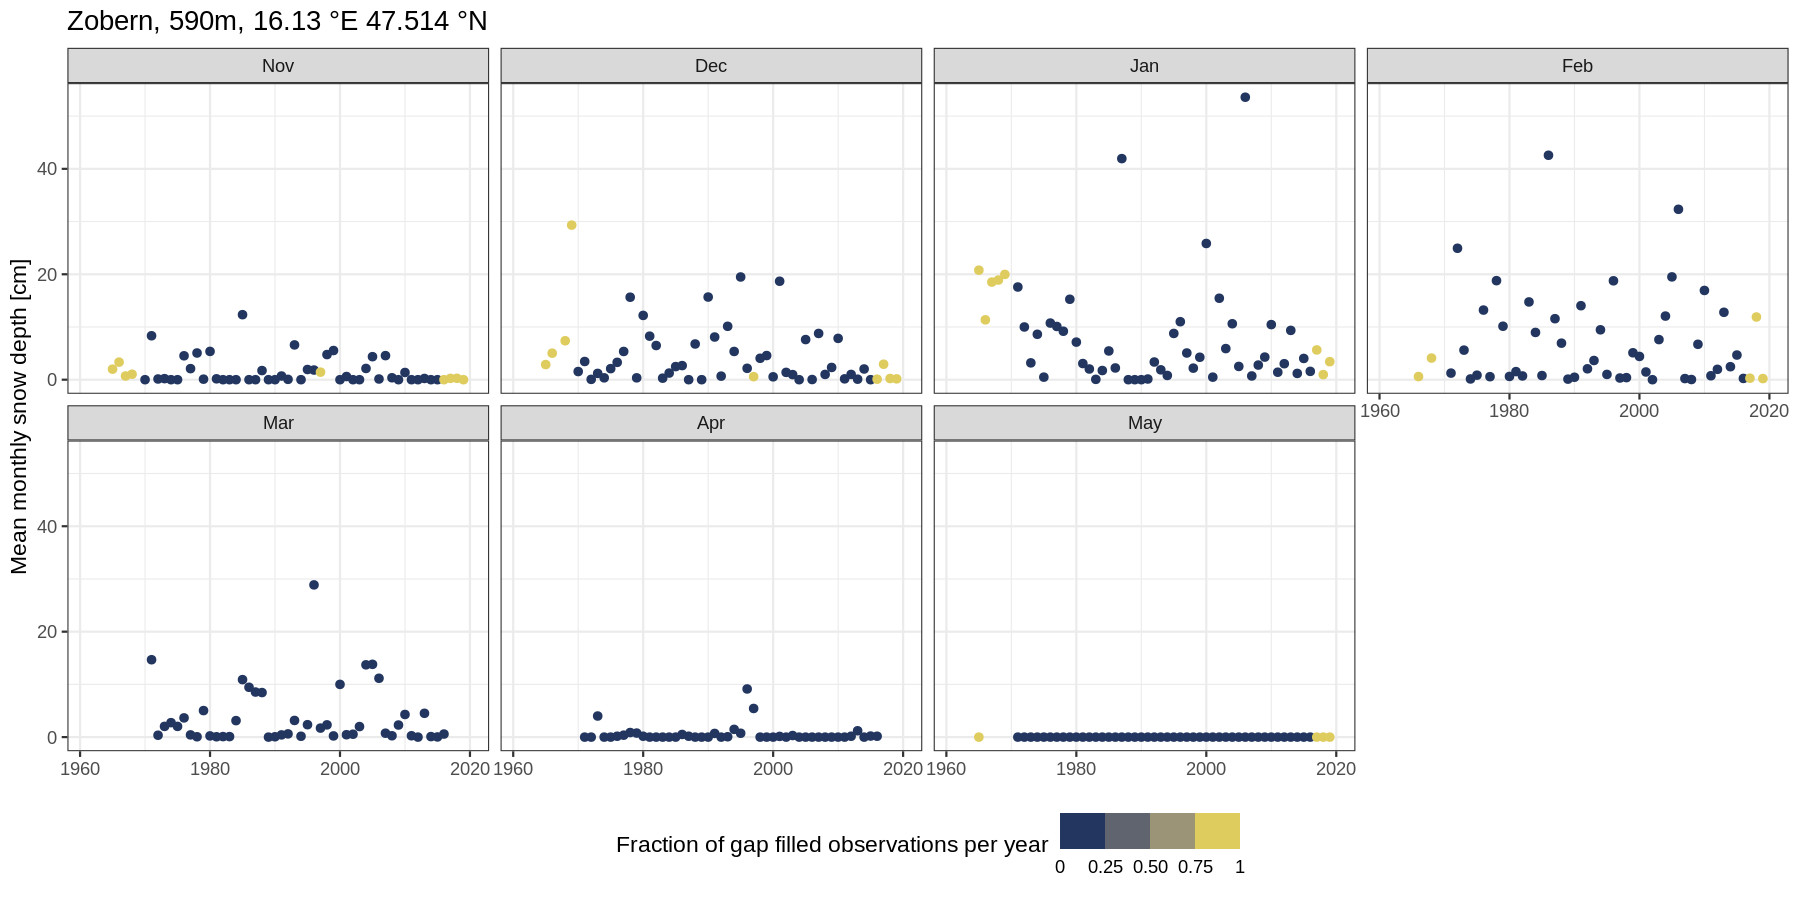 Zobern, 590m, 16.13 °E 47.514 °N
Nov
Dec
Jan
Feb
40
20
0
1960 1980 2000 2020
Mar
Apr
May
40
20
0
1960 1980 2000 2020
1960 1980 2000 2020
1960 1980 2000 2020
Mean monthly snow depth [cm]
Fraction of gap filled observations per year
0 0.25 0.50 0.75 1